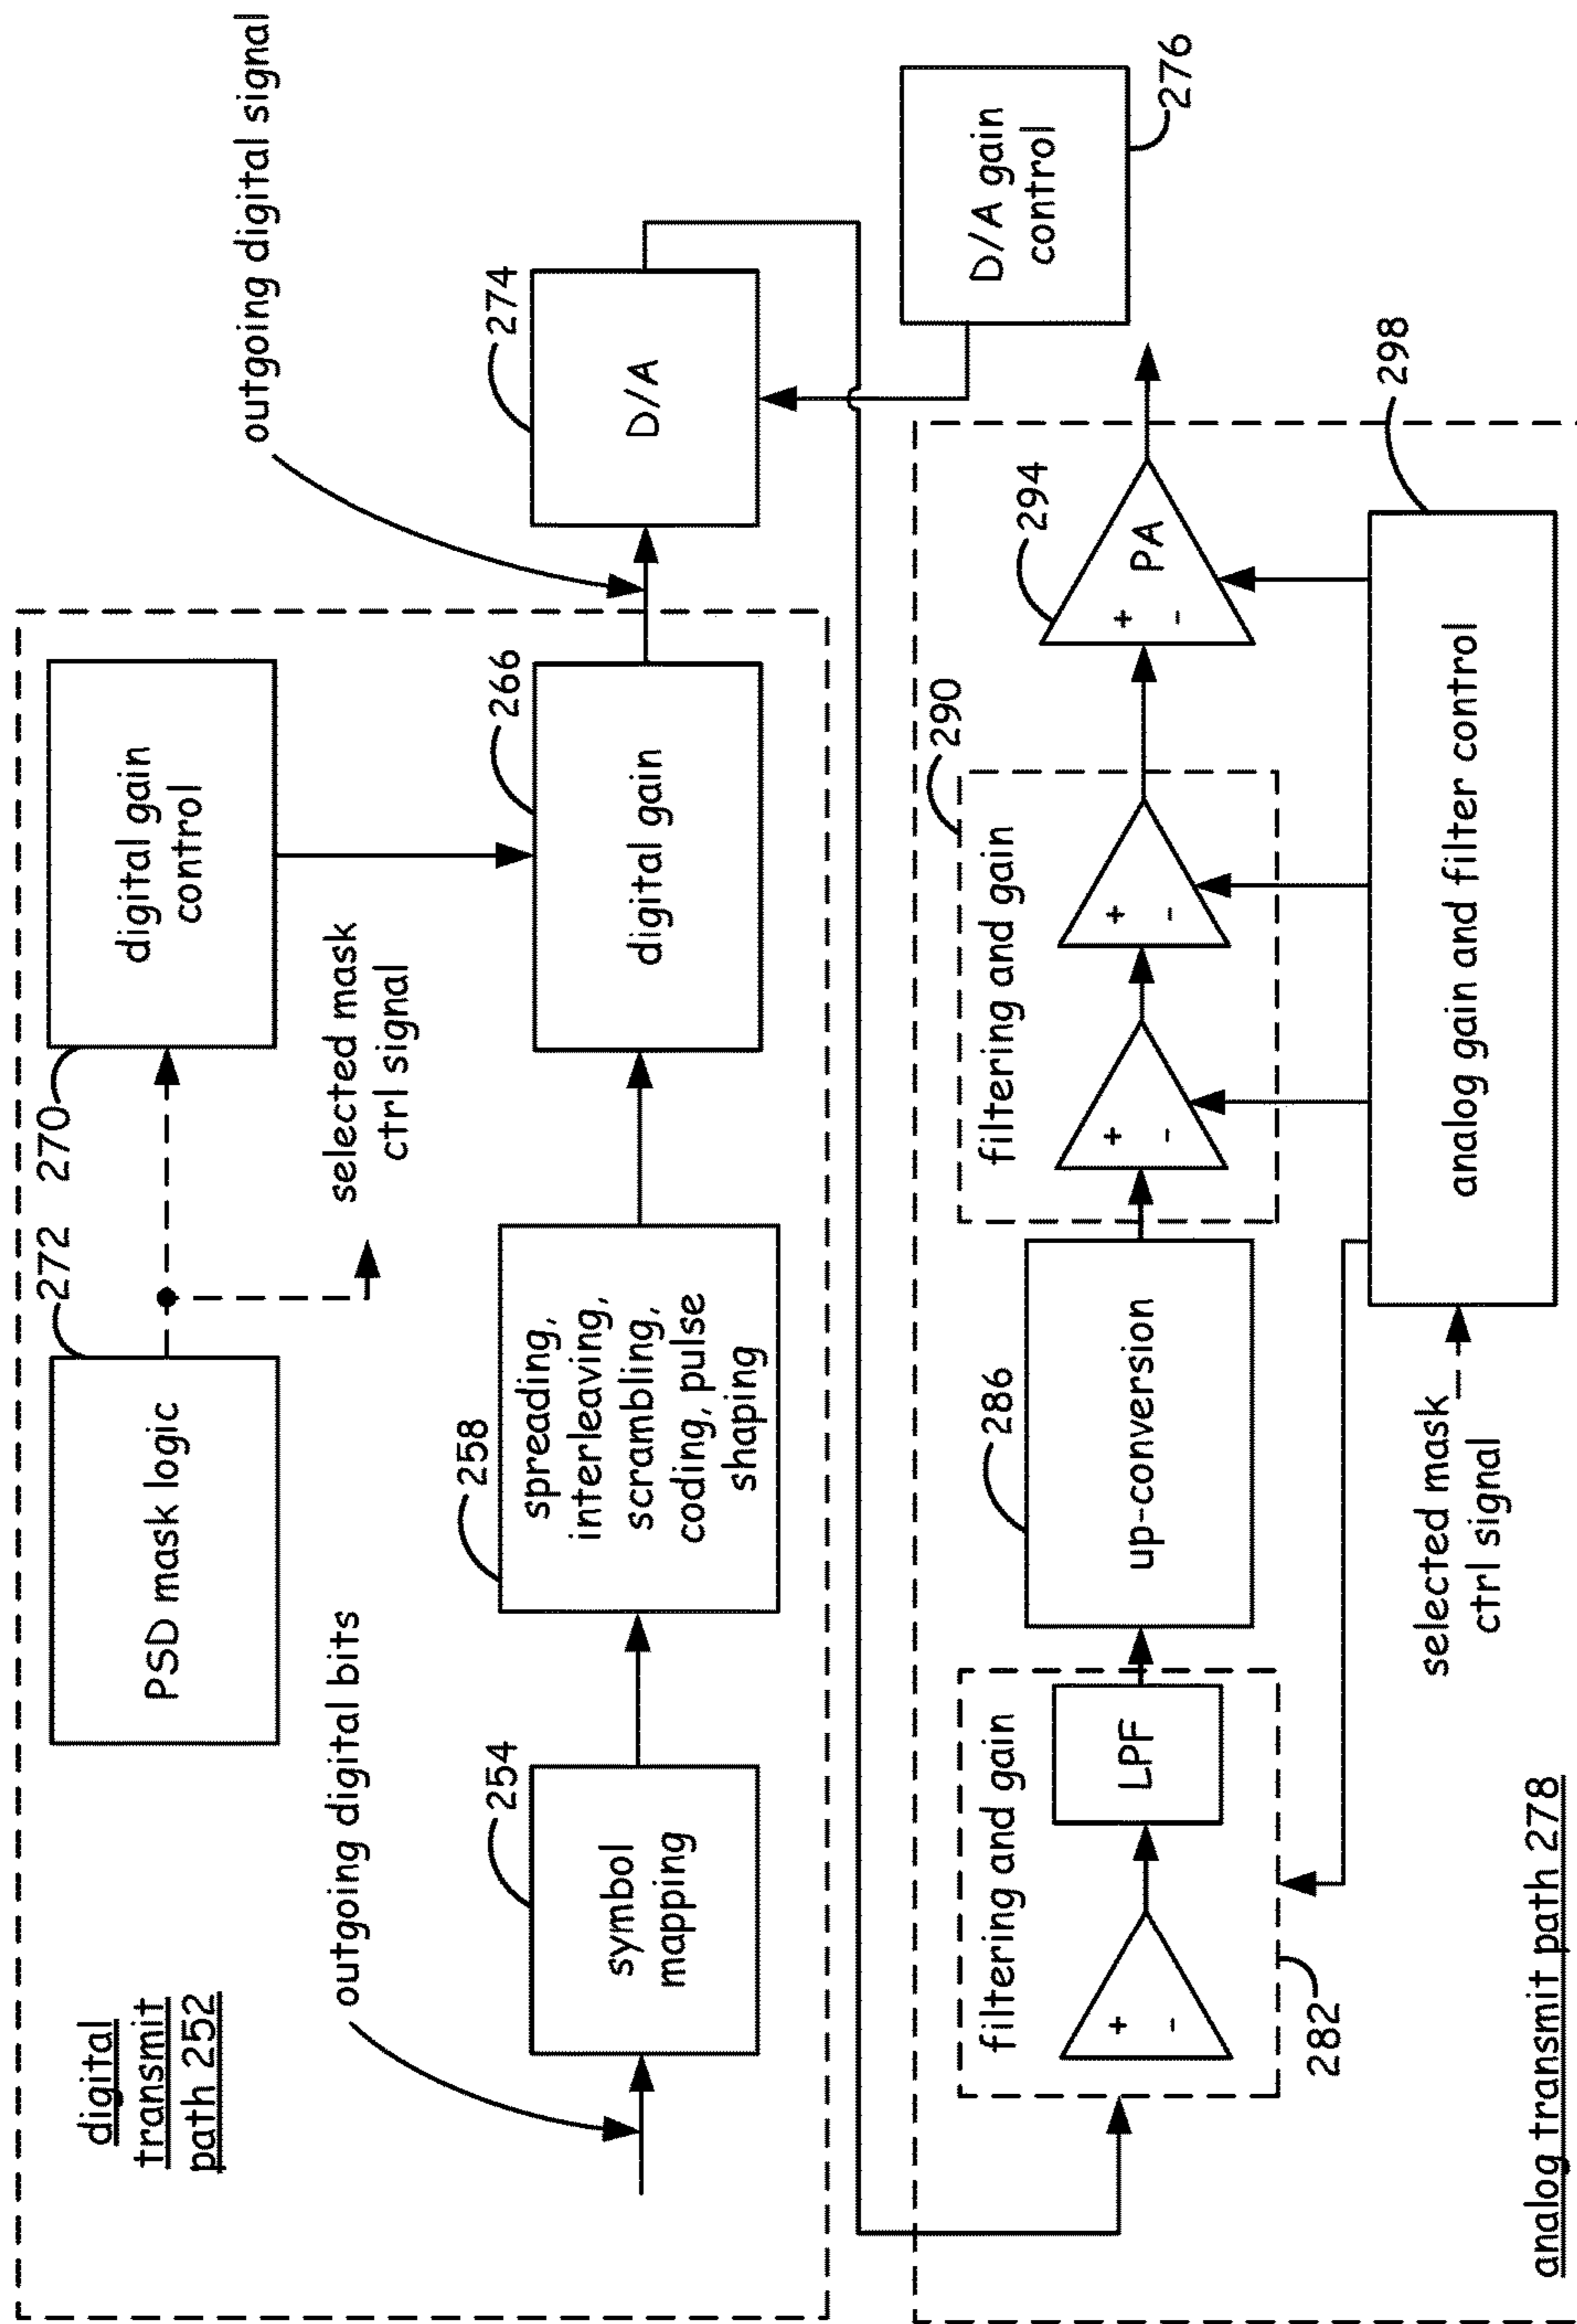 digital
transmit
path 252
PSD mask logic
272
270
digital gain
control
selected mask
ctrl signal
outgoing digital signal
outgoing digital bits
254
symbol
mapping
258
spreading,
interleaving,
scrambling,
coding, pulse
shaping
266
digital gain
274
D/A
D/A gain
control
276
filtering and gain
+
-
LPF
282
286
up-conversion
290
filtering and gain
+
-
+
-
294
+
-
PA
298
analog gain and filter control
selected mask
ctrl signal
analog transmit path 278